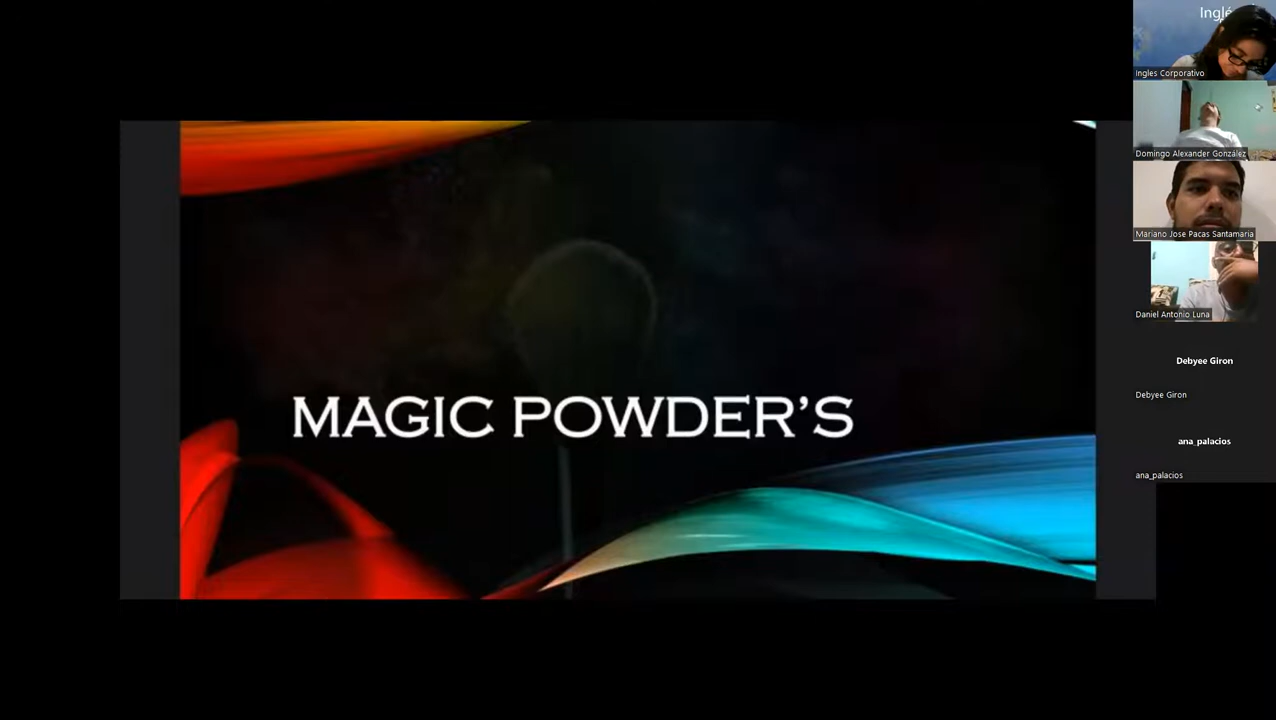 Inglé
Ingles Corporativo
Domingo Alexander González
Mariano Jose Pacas Santamaria
Daniel Antonio Luna
Debyee Giron
Debyee Giron
ana_palacios
ana_palacios
MAGIC POWDER'S